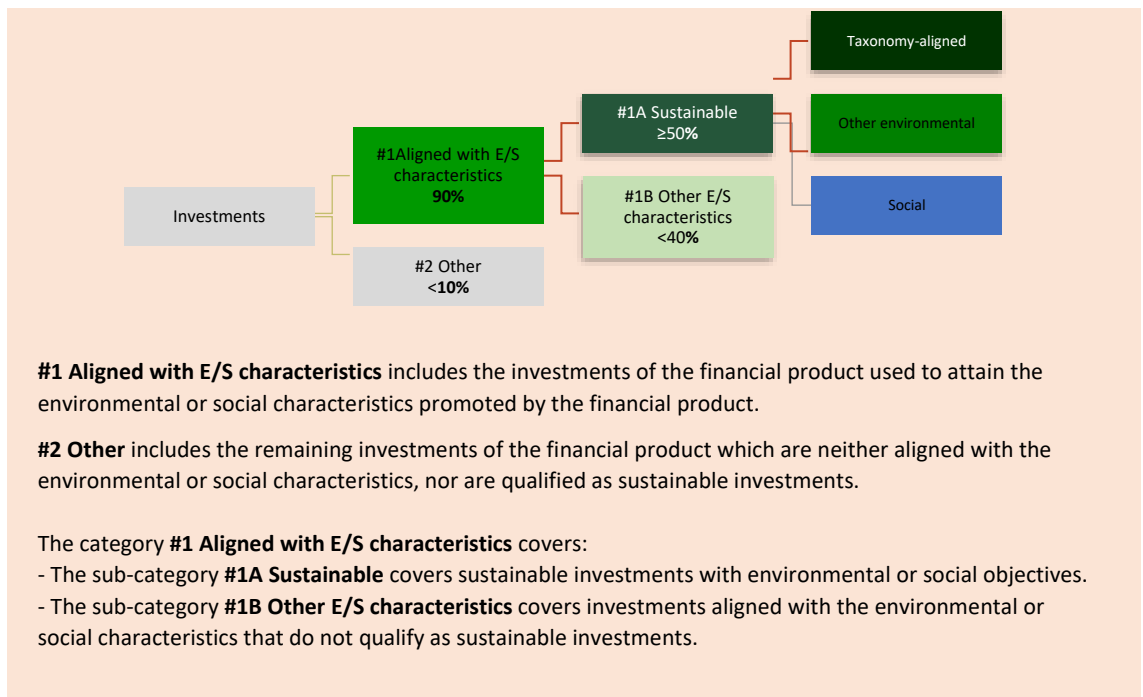 Taxonomy-aligned
#1A Sustainable
≥50%
Other environmental
#1Aligned with E/S
characteristics
90%
#1B Other E/S
characteristics
<40%
Social
Investments
#2 Other
<10%
#1 Aligned with E/S characteristics includes the investments of the financial product used to attain the
environmental or social characteristics promoted by the financial product.
#2 Other includes the remaining investments of the financial product which are neither aligned with the
environmental or social characteristics, nor are qualified as sustainable investments.
The category #1 Aligned with E/S characteristics covers:
- The sub-category #1A Sustainable covers sustainable investments with environmental or social objectives.
- The sub-category #1B Other E/S characteristics covers investments aligned with the environmental or
social characteristics that do not qualify as sustainable investments.